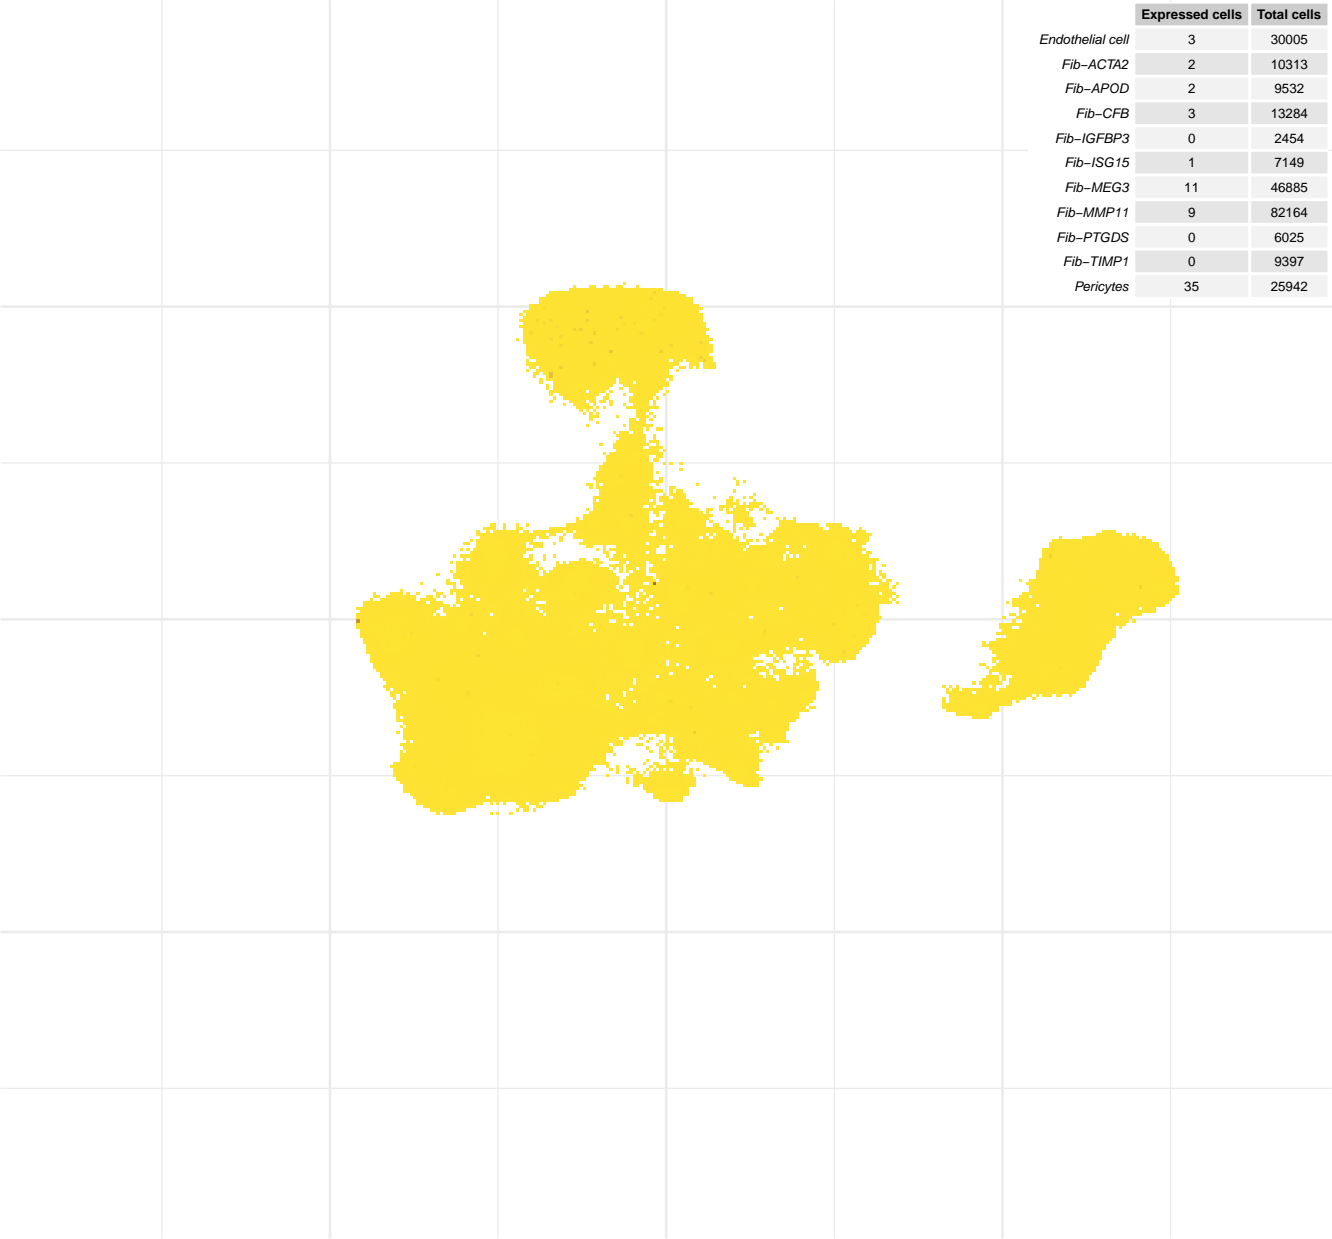 Expressed cells Total cells
Endothelial cell 3 30005
Fib−ACTA2 2 10313
Fib−APOD 2 9532
Fib−CFB 3 13284
Fib−IGFBP3 0 2454
Fib−ISG15 1 7149
Fib−MEG3 11 46885
Fib−MMP11 9 82164
Fib−PTGDS 0 6025
Fib−TIMP1 0 9397
Pericytes 35 25942